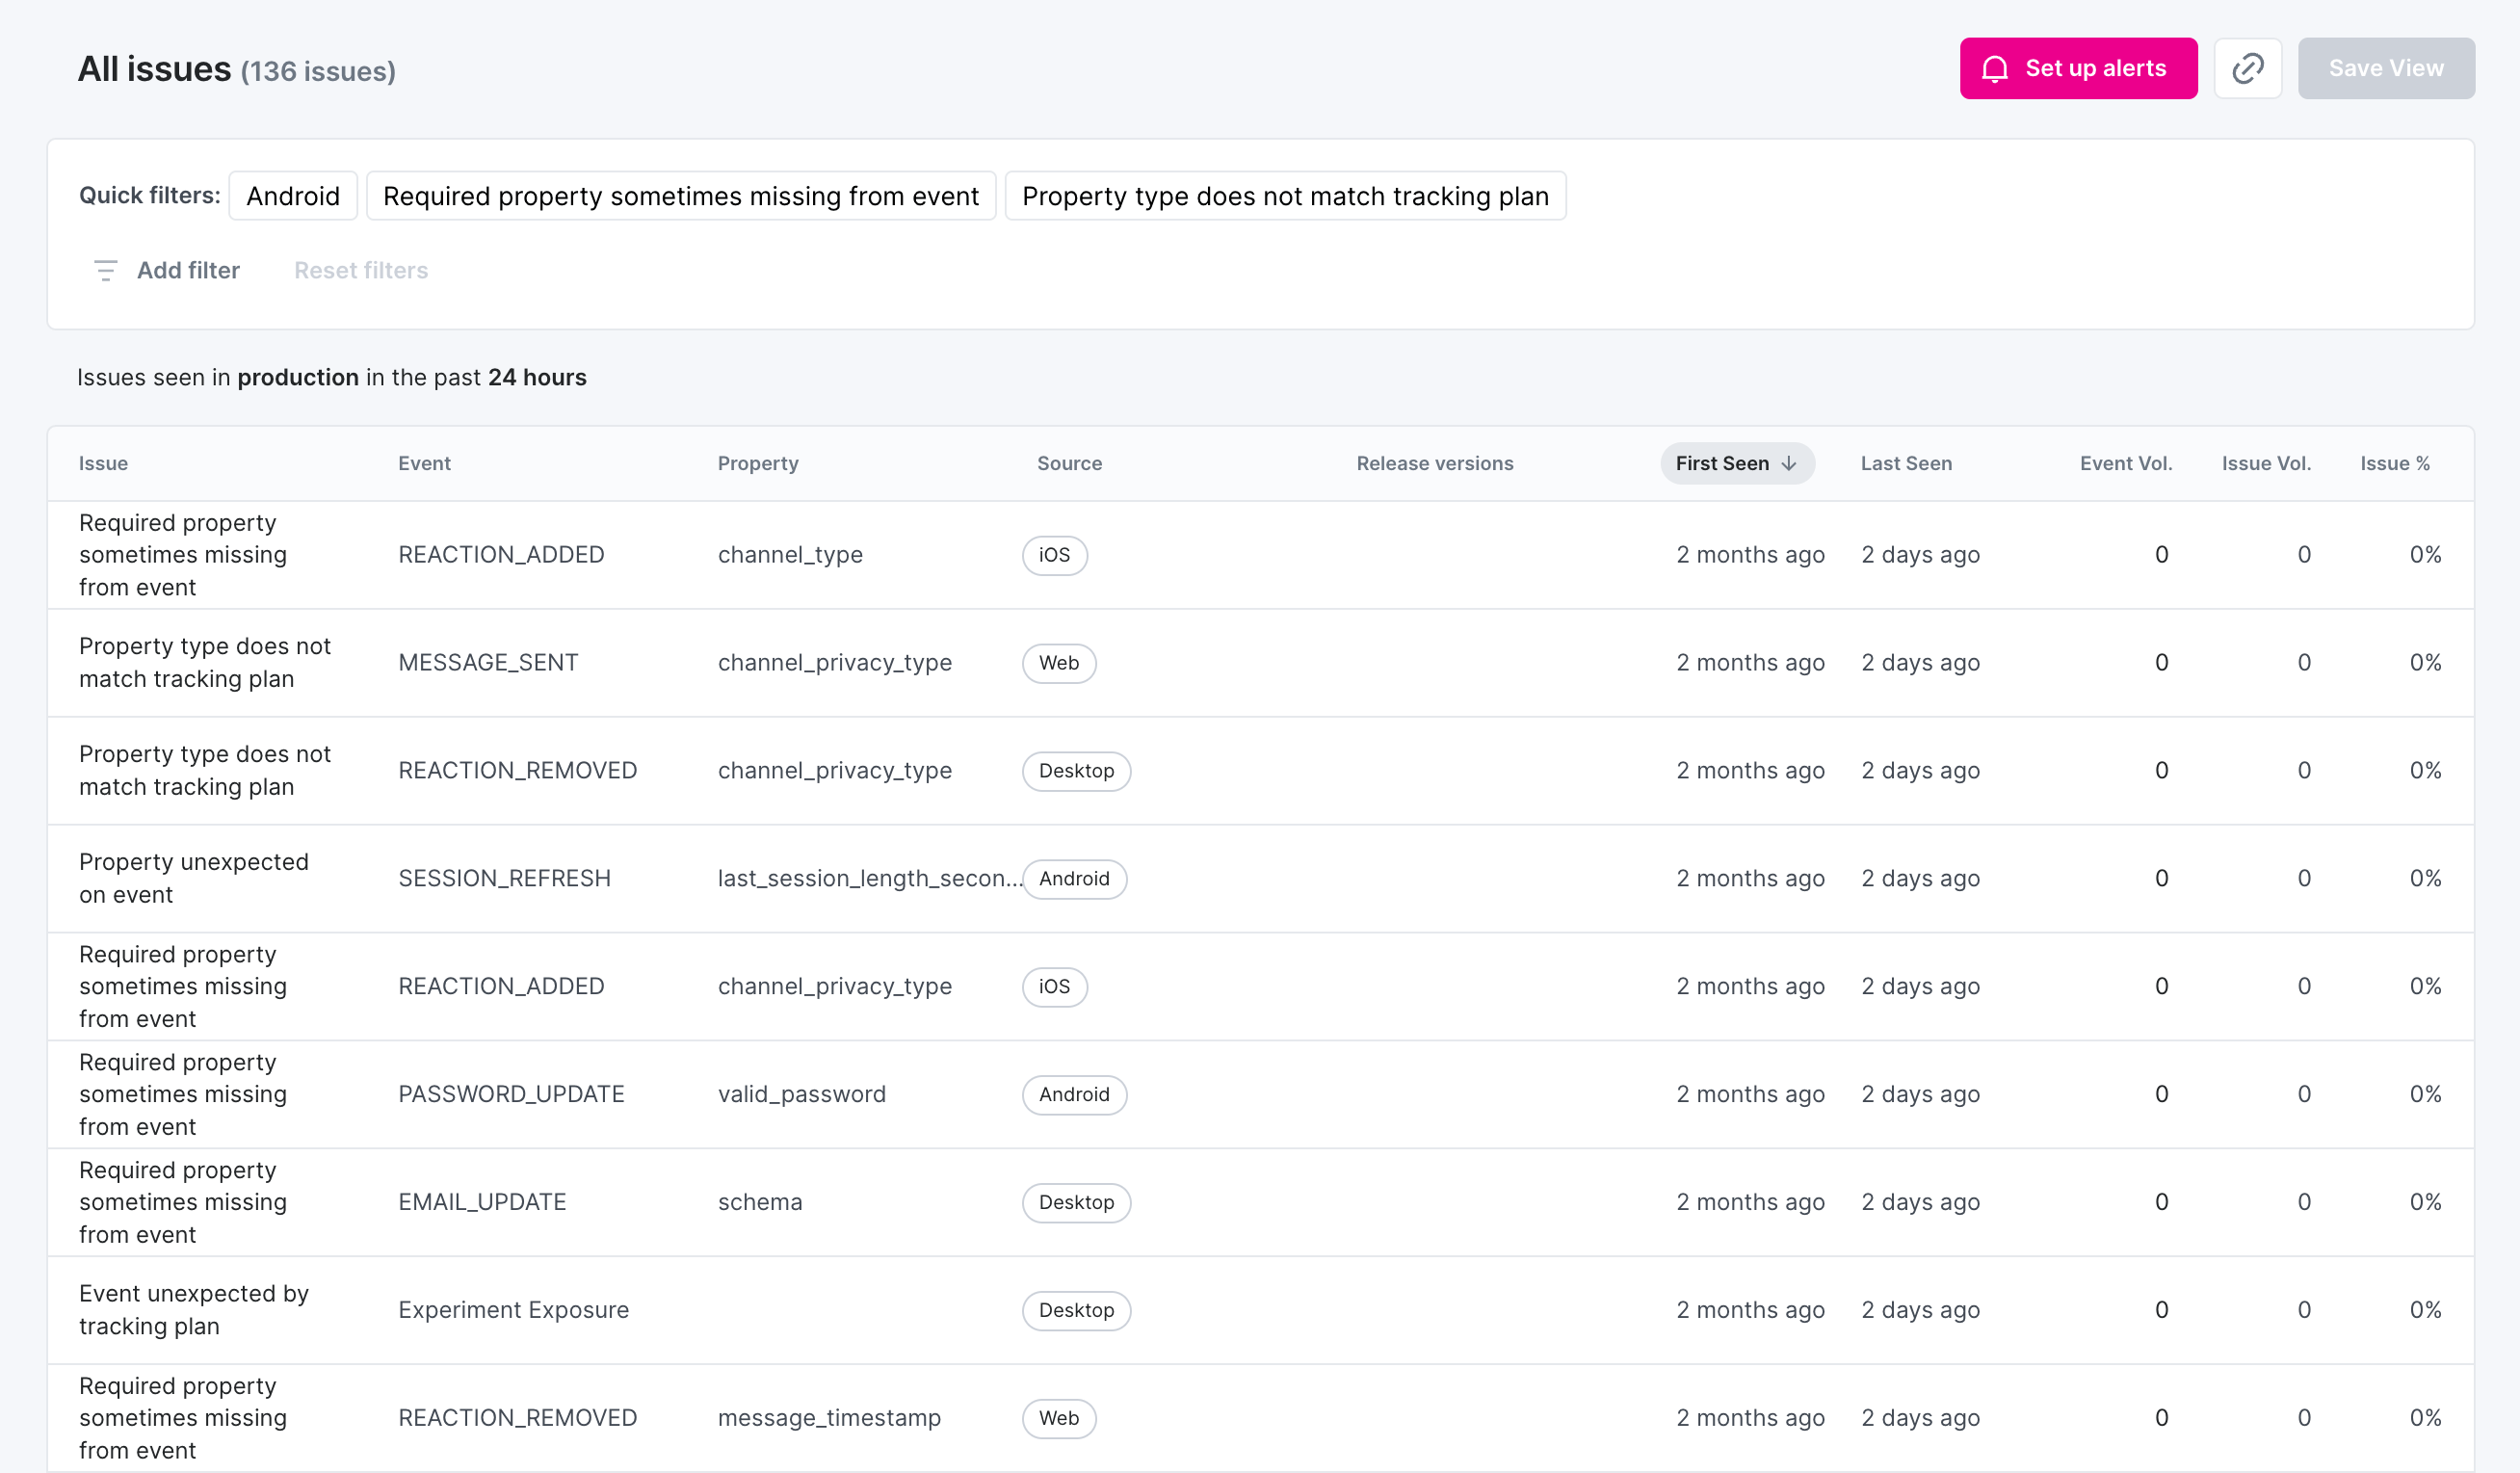 All issues (136 issues)
Set up alerts
Save View
Quick filters: Android Required property sometimes missing from event Property type does not match tracking plan
Add filter Reset filters
Issues seen in production in the past 24 hours
Issue Event Property Source Release versions First Seen Last Seen Event Vol. Issue Vol. Issue %
Required property
sometimes missing
from event
REACTION_ADDED channel_type iOS 2 months ago 2 days ago 0 0 0%
Property type does not
match tracking plan
MESSAGE_SENT channel_privacy_type Web 2 months ago 2 days ago 0 0 0%
Property type does not
match tracking plan
REACTION_REMOVED channel_privacy_type Desktop 2 months ago 2 days ago 0 0 0%
Property unexpected
on event
SESSION_REFRESH last_session_length_secon... Android 2 months ago 2 days ago 0 0 0%
Required property
sometimes missing
from event
REACTION_ADDED channel_privacy_type iOS 2 months ago 2 days ago 0 0 0%
Required property
sometimes missing
from event
PASSWORD_UPDATE valid_password Android 2 months ago 2 days ago 0 0 0%
Required property
sometimes missing
from event
EMAIL_UPDATE schema Desktop 2 months ago 2 days ago 0 0 0%
Event unexpected by
tracking plan
Experiment Exposure Desktop 2 months ago 2 days ago 0 0 0%
Required property
sometimes missing
from event
REACTION_REMOVED message_timestamp Web 2 months ago 2 days ago 0 0 0%